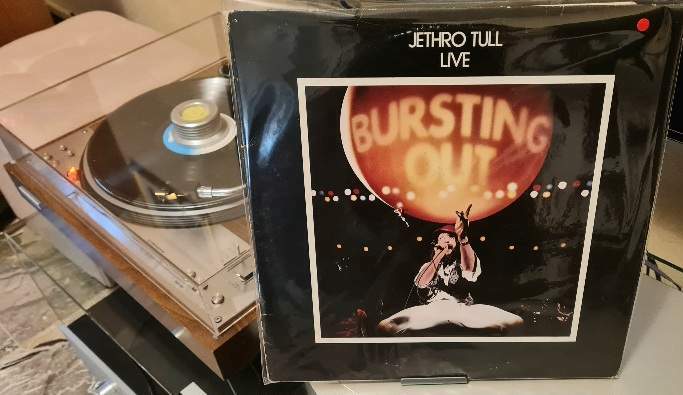 JETHRO TULL
LIVE
BURSTING
OUT